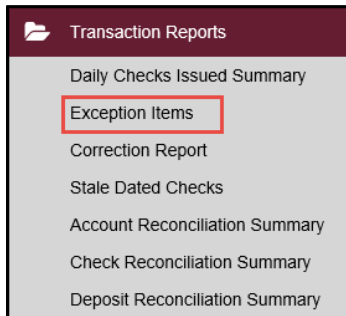 Transaction Reports
Daily Checks Issued Summary
Exception Items
Correction Report
Stale Dated Checks
Account Reconciliation Summary
Check Reconciliation Summary
Deposit Reconciliation Summary